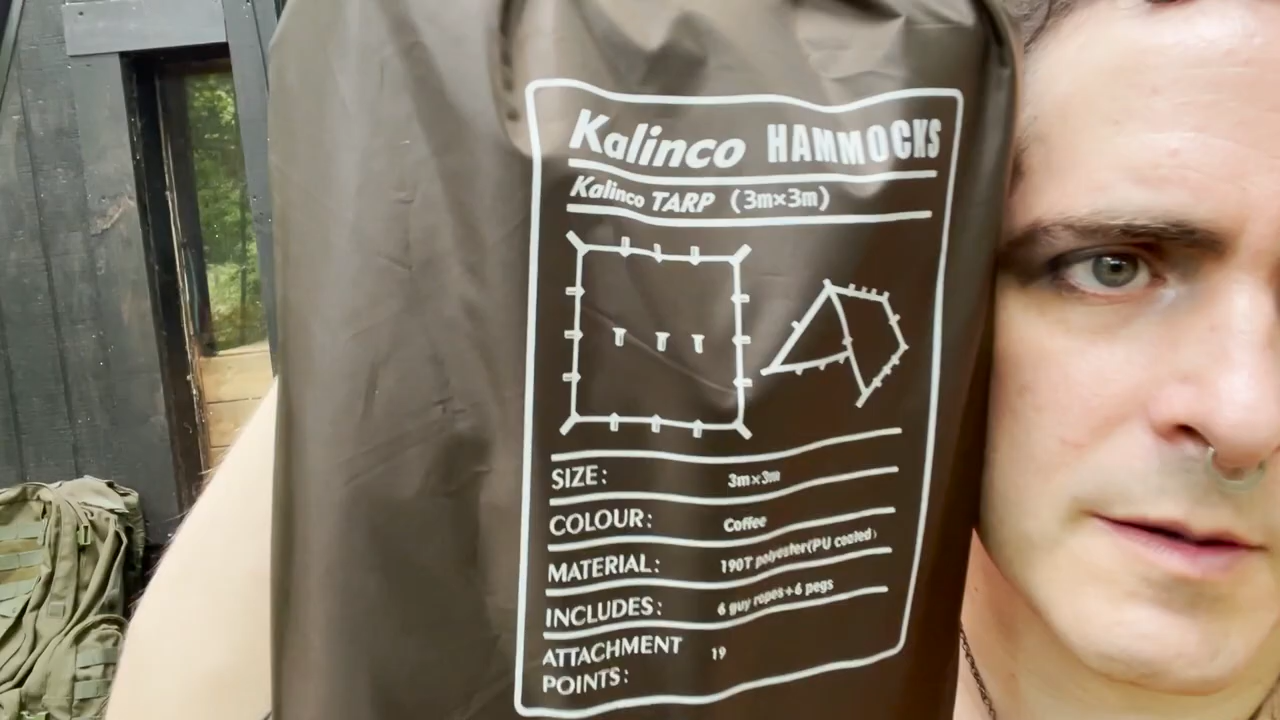 Kalinco HAMMOCKS
Kalinco TARP (3m×3m)
SIZE: 3m×3m
COLOUR: Coffee
MATERIAL: 190T polyester(PU coated)
INCLUDES: 6 guy ropes+6 pegs
ATTACHMENT POINTS: 19